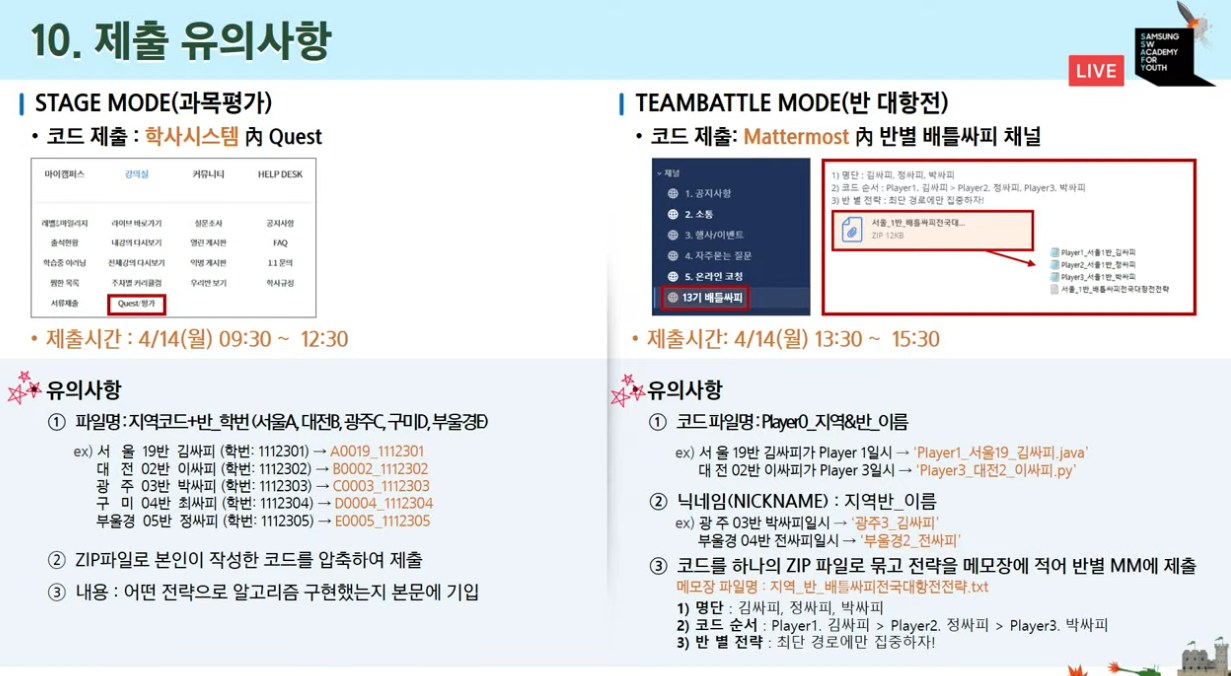 10. 제출 유의사항
LIVE
SAMSUNG
SW
ACADEMY
FOR
YOUTH
STAGE MODE(과목평가)
• 코드 제출 : 학사시스템 內 Quest
마이캠퍼스 강의실 커뮤니티 HELP DESK
레벨&마일리지 라이브 바로가기 설문조사 공지사항
출석현황 내강의 다시보기 열린 게시판 FAQ
학습중 이러닝 전체강의 다시보기 익명 게시판 1:1 문의
찜한 목록 주차별 커리큘럼 우리반 보기 학사규정
서류제출 Quest/평가
• 제출시간 : 4/14(월) 09:30 ~ 12:30
유의사항
① 파일명 : 지역코드+반_학번 (서울A, 대전B, 광주C, 구미D, 부울경E)
ex) 서 울 19반 김싸피 (학번: 1112301) → A0019_1112301
대 전 02반 이싸피 (학번: 1112302) → B0002_1112302
광 주 03반 박싸피 (학번: 1112303) → C0003_1112303
구 미 04반 최싸피 (학번: 1112304) → D0004_1112304
부울경 05반 정싸피 (학번: 1112305) → E0005_1112305
② ZIP파일로 본인이 작성한 코드를 압축하여 제출
③ 내용 : 어떤 전략으로 알고리즘 구현했는지 본문에 기입
TEAMBATTLE MODE(반 대항전)
• 코드 제출: Mattermost 內 반별 배틀싸피 채널
채널
1. 공지사항
2. 소통
3. 행사/이벤트
4. 자주묻는 질문
5. 온라인 코칭
13기 배틀싸피
1) 명단 : 김싸피, 정싸피, 박싸피
2) 코드 순서 : Player1. 김싸피 > Player2. 정싸피, Player3. 박싸피
3) 반 별 전략 : 최단 경로에만 집중하자!
서울_1반_배틀싸피전국대...
ZIP 12KB
Player1_서울1반_김싸피
Player2_서울1반_정싸피
Player3_서울1반_박싸피
서울_1반_배틀싸피전국대항전전략
• 제출시간: 4/14(월) 13:30 ~ 15:30
유의사항
① 코드 파일명 : Player0_지역&반_이름
ex) 서 울 19반 김싸피가 Player 1일시 → ‘Player1_서울19_김싸피.java’
대 전 02반 이싸피가 Player 3일시 → ‘Player3_대전2_이싸피.py’
② 닉네임(NICKNAME) : 지역반_이름
ex) 광 주 03반 박싸피일시 → ‘광주3_김싸피’
부울경 04반 전싸피일시 → ‘부울경2_전싸피’
③ 코드를 하나의 ZIP 파일로 묶고 전략을 메모장에 적어 반별 MM에 제출
메모장 파일명 : 지역_반_배틀싸피전국대항전전략.txt
1) 명단 : 김싸피, 정싸피, 박싸피
2) 코드 순서 : Player1. 김싸피 > Player2. 정싸피 > Player3. 박싸피
3) 반 별 전략 : 최단 경로에만 집중하자!